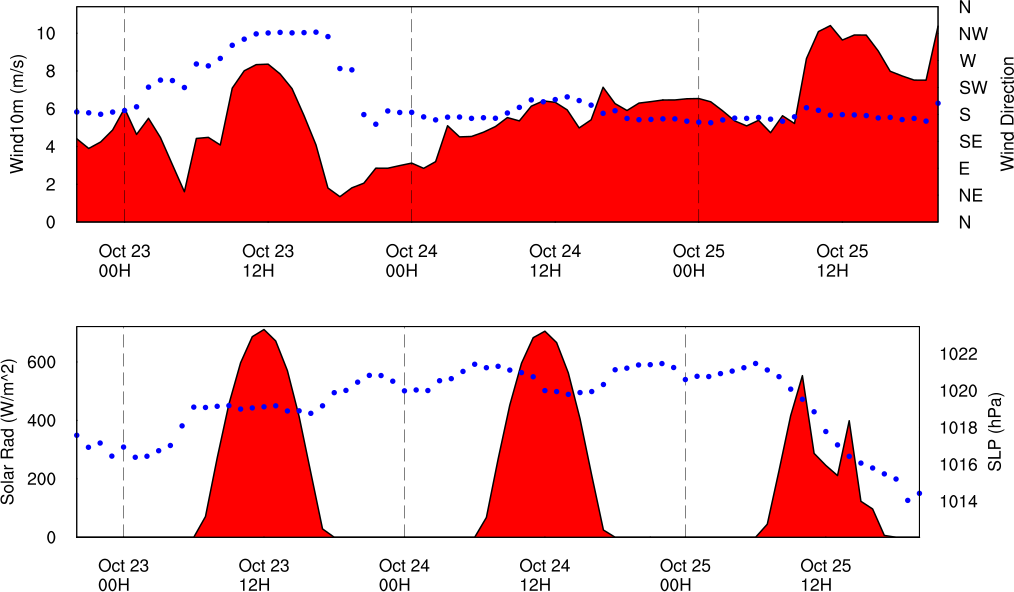 Wind10m (m/s)
10
8
6
4
2
0
N
NW
W
SW
S
SE
E
NE
N
Wind Direction
Oct 23
00H
Oct 23
12H
Oct 24
00H
Oct 24
12H
Oct 25
00H
Oct 25
12H
Solar Rad (W/m^2)
600
400
200
0
1022
1020
1018
1016
1014
SLP (hPa)
Oct 23
00H
Oct 23
12H
Oct 24
00H
Oct 24
12H
Oct 25
00H
Oct 25
12H